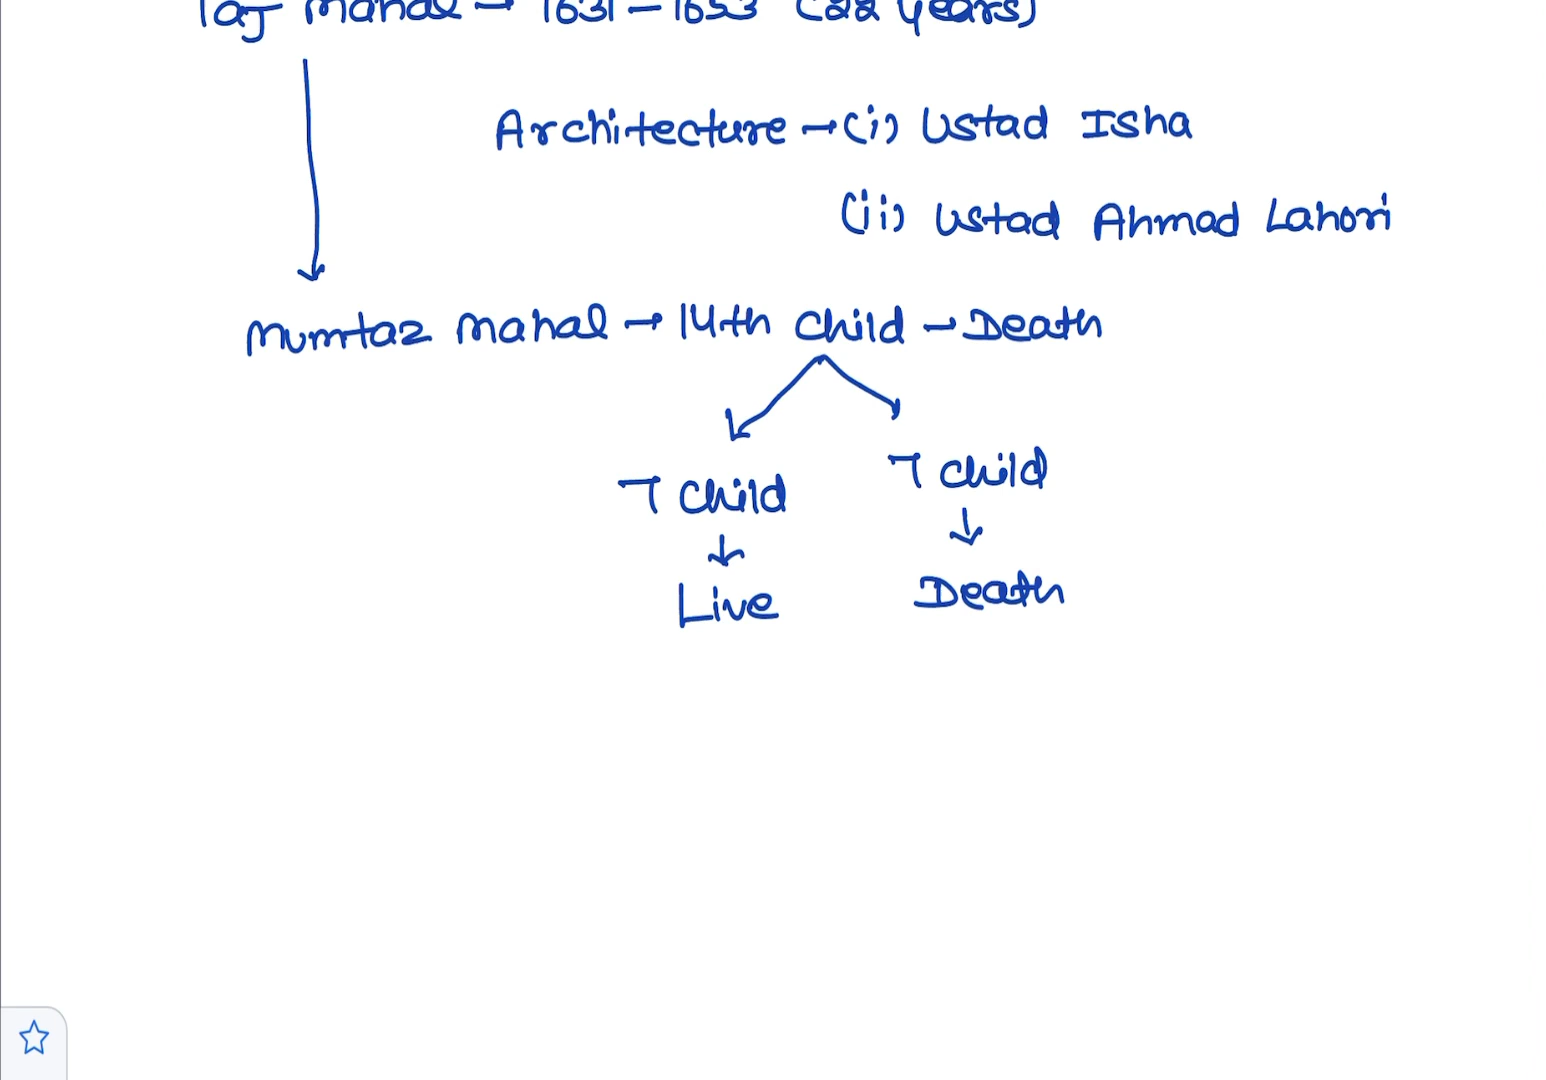 Taj Mahal → 1631 – 1653 (22 years)
Architecture → (i) Ustad Isha
(ii) Ustad Ahmad Lahori
Mumtaz Mahal → 14th Child → Death
7 Child 7 Child
Live Death